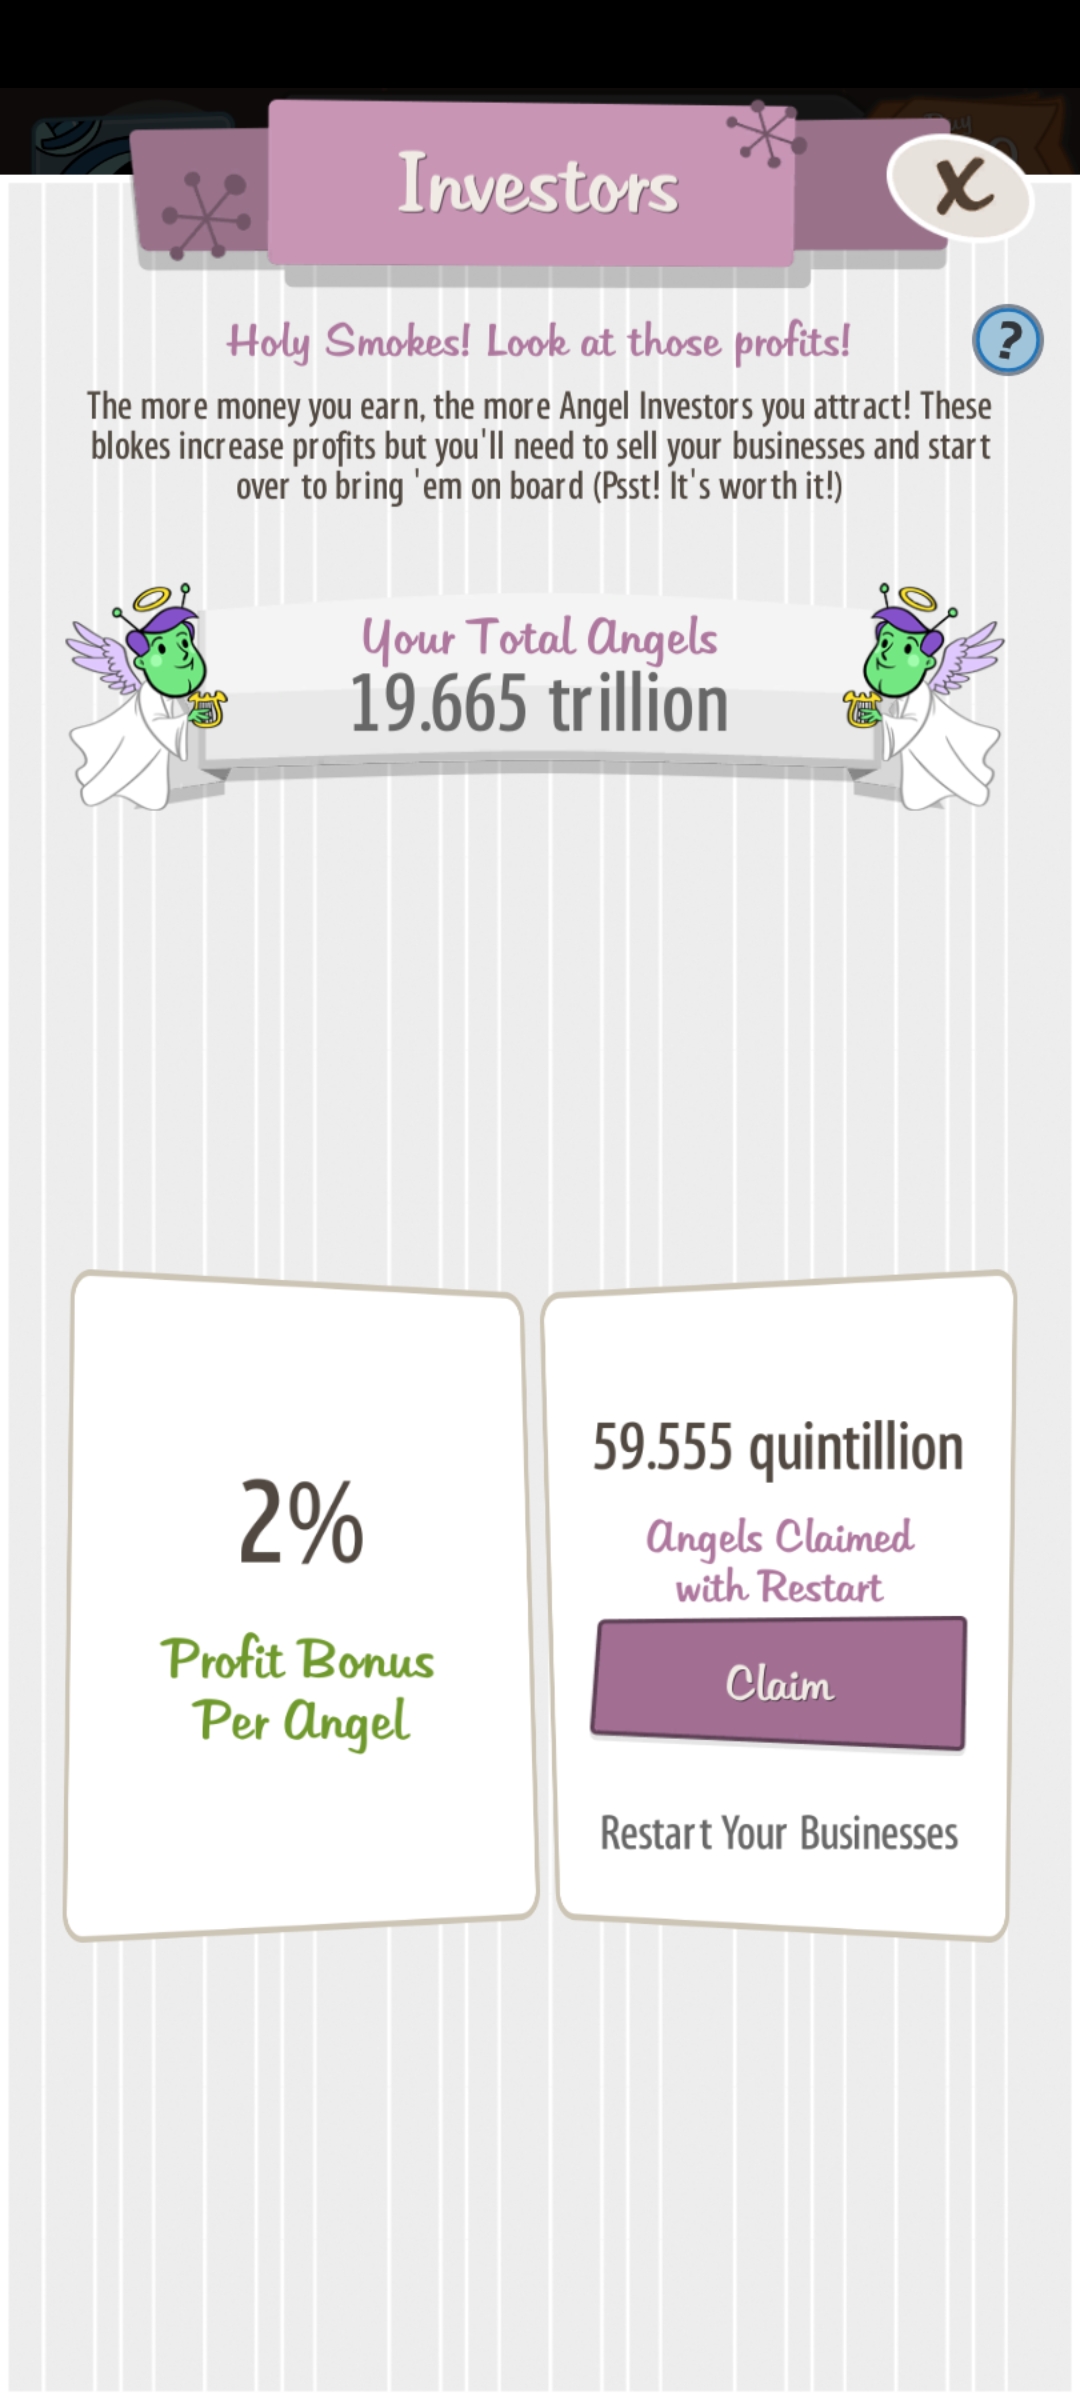 Investors
X
Holy Smokes! Look at those profits!
?
The more money you earn, the more Angel Investors you attract! These
blokes increase profits but you'll need to sell your businesses and start
over to bring 'em on board (Psst! It's worth it!)
Your Total Angels
19.665 trillion
2%
Profit Bonus
Per Angel
59.555 quintillion
Angels Claimed
with Restart
Claim
Restart Your Businesses